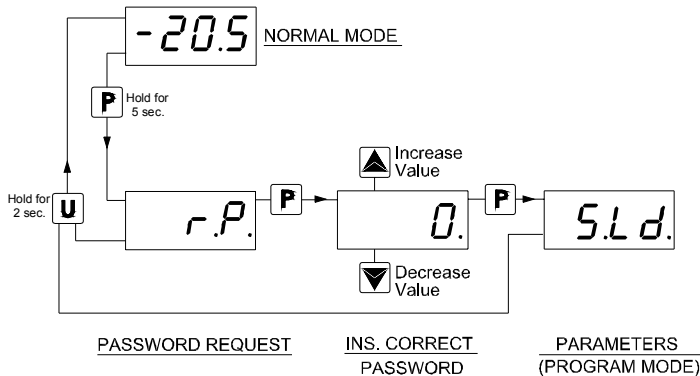 -20.5
NORMAL MODE
P
Hold for
5 sec.
Increase
Value
Hold for
2 sec.
U
r.P.
P
0.
P
S.L d.
Decrease
Value
PASSWORD REQUEST
INS. CORRECT
PASSWORD
PARAMETERS
(PROGRAM MODE)